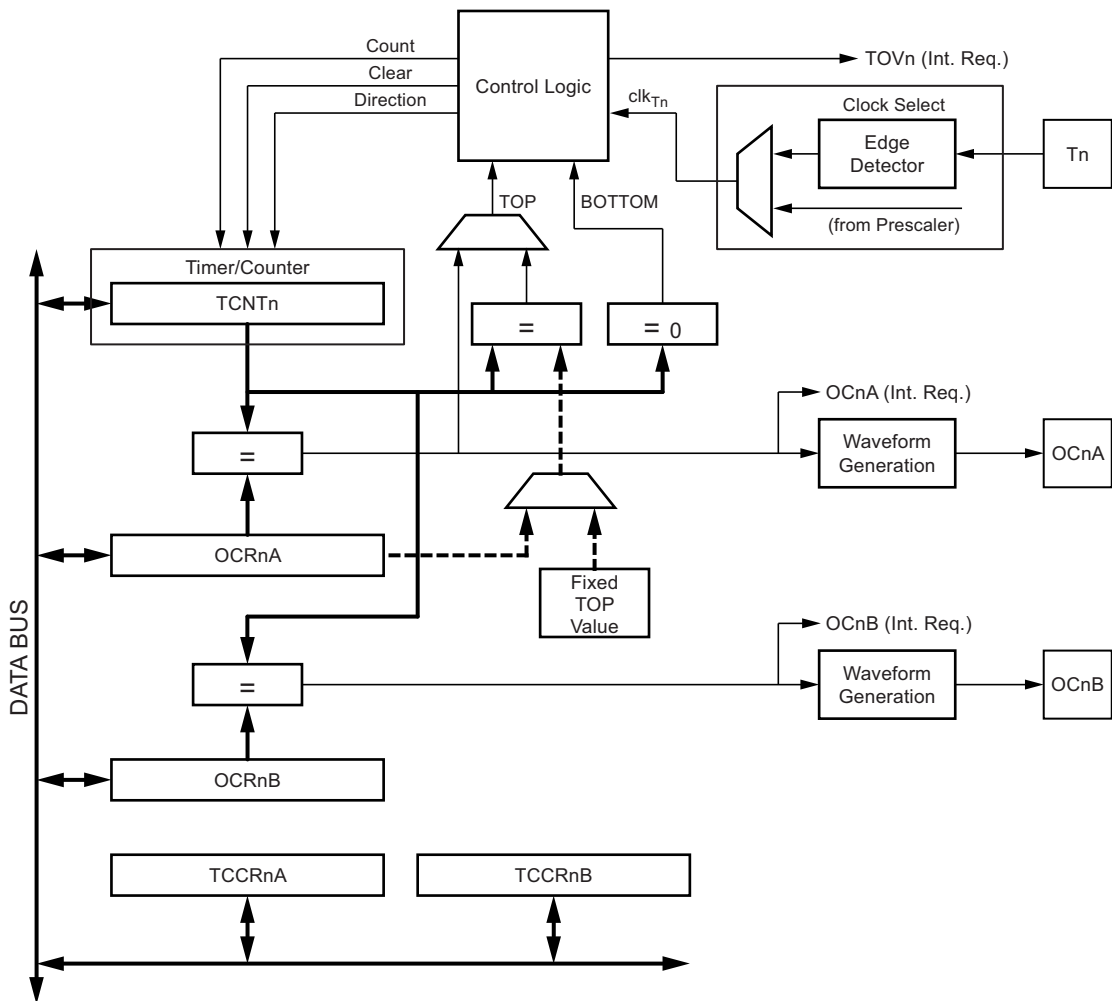 Count
Clear
Direction
Control Logic
TOVn (Int. Req.)
clkTn
Clock Select
Edge
Detector
Tn
(from Prescaler)
TOP
BOTTOM
Timer/Counter
TCNTn
=
= 0
OCnA (Int. Req.)
=
Waveform
Generation
OCnA
OCRnA
Fixed
TOP
Value
DATA BUS
OCnB (Int. Req.)
=
Waveform
Generation
OCnB
OCRnB
TCCRnA
TCCRnB